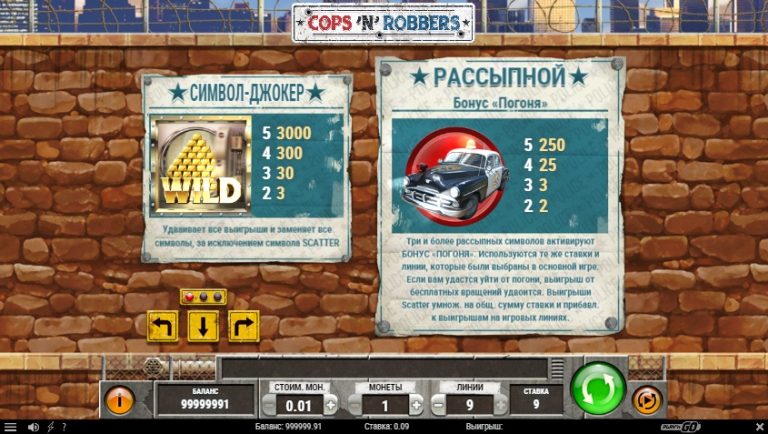 COPS 'N' ROBBERS
СИМВОЛ-ДЖОКЕР
WILD
5 3000
4 300
3 30
2 3
Удваивает все выигрыши и заменяет все
символы, за исключением символа SCATTER
РАССЫПНОЙ
Бонус «Погоня»
5 250
4 25
3 3
2 2
Три и более рассыпных символов активируют
БОНУС «ПОГОНЯ». Используются те же ставки и
линии, которые были выбраны в основной игре.
Если вам удастся уйти от погони, выигрыш от
бесплатных вращений удвоится. Выигрыши
Scatter умнож. на общ. сумму ставки и прибавл.
к выигрышам на игровых линиях.
БАЛАНС
99999991
СТОИМ. МОН.
0.01
МОНЕТЫ
1
ЛИНИИ
9
СТАВКА
9
Баланс: 999999.91
Ставка: 0.09
Выигрыш:
PLAY'N GO